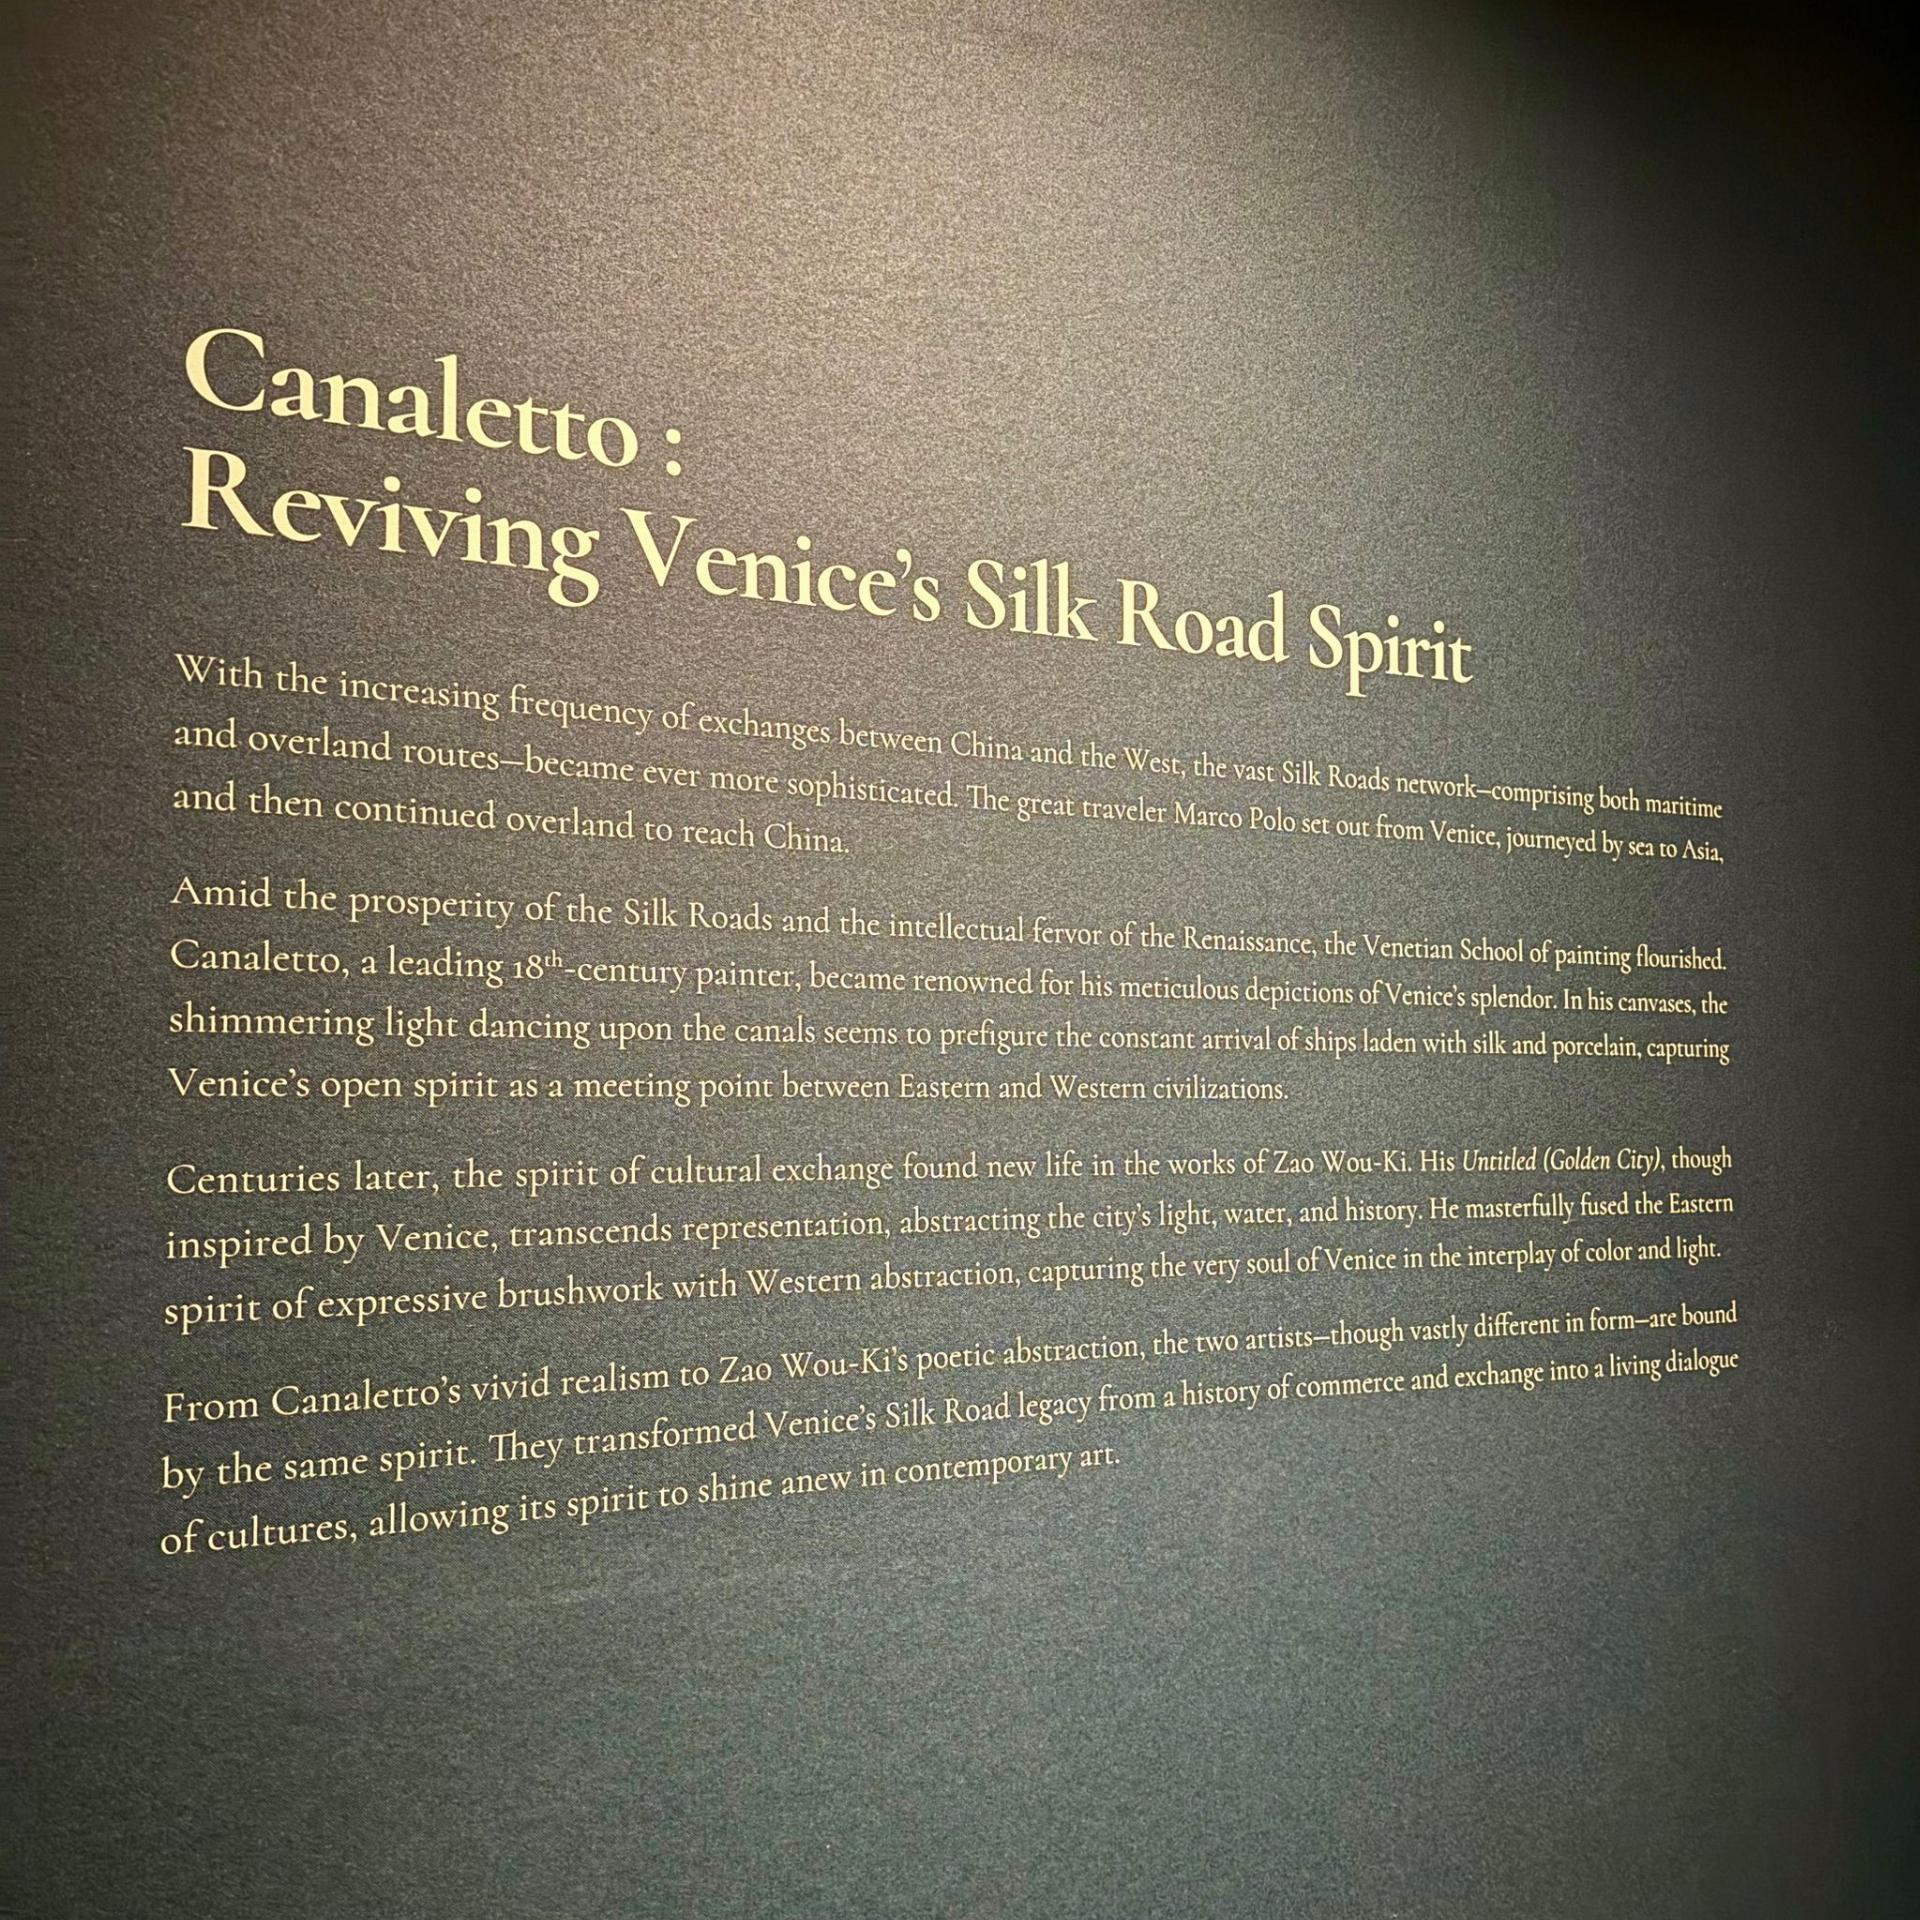 Canaletto :
Reviving Venice’s Silk Road Spirit
With the increasing frequency of exchanges between China and the West, the vast Silk Roads network—comprising both maritime
and overland routes—became ever more sophisticated. The great traveler Marco Polo set out from Venice, journeyed by sea to Asia,
and then continued overland to reach China.
Amid the prosperity of the Silk Roads and the intellectual fervor of the Renaissance, the Venetian School of painting flourished.
Canaletto, a leading 18th-century painter, became renowned for his meticulous depictions of Venice’s splendor. In his canvases, the
shimmering light dancing upon the canals seems to prefigure the constant arrival of ships laden with silk and porcelain, capturing
Venice’s open spirit as a meeting point between Eastern and Western civilizations.
Centuries later, the spirit of cultural exchange found new life in the works of Zao Wou-Ki. His Untitled (Golden City), though
inspired by Venice, transcends representation, abstracting the city’s light, water, and history. He masterfully fused the Eastern
spirit of expressive brushwork with Western abstraction, capturing the very soul of Venice in the interplay of color and light.
From Canaletto’s vivid realism to Zao Wou-Ki’s poetic abstraction, the two artists—though vastly different in form—are bound
by the same spirit. They transformed Venice’s Silk Road legacy from a history of commerce and exchange into a living dialogue
of cultures, allowing its spirit to shine anew in contemporary art.